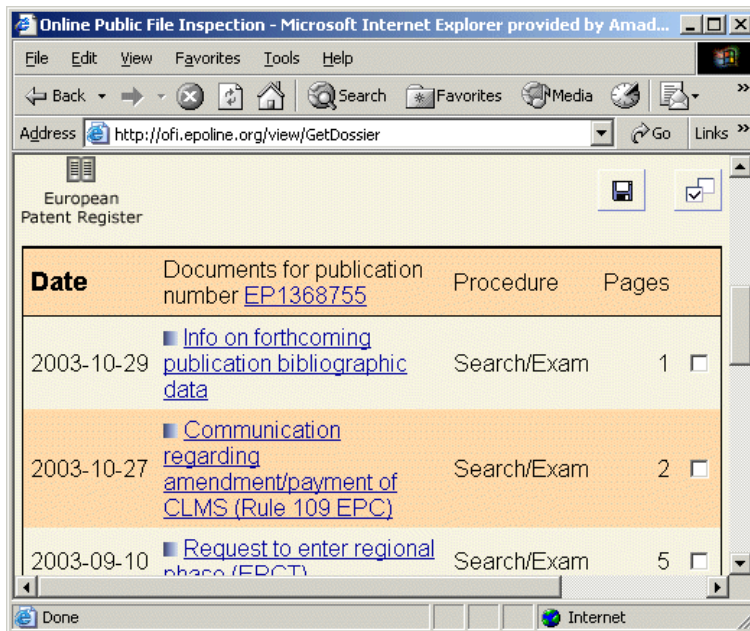 Online Public File Inspection - Microsoft Internet Explorer provided by Amad...
File Edit View Favorites Tools Help
Back Search Favorites Media »
Address http://ofi.epoline.org/view/GetDossier Go Links »
European
Patent Register
Date Documents for publication number EP1368755 Procedure Pages
2003-10-29 Info on forthcoming publication bibliographic data Search/Exam 1
2003-10-27 Communication regarding amendment/payment of CLMS (Rule 109 EPC) Search/Exam 2
2003-09-10 Request to enter regional phase (EPCT) Search/Exam 5
Done Internet